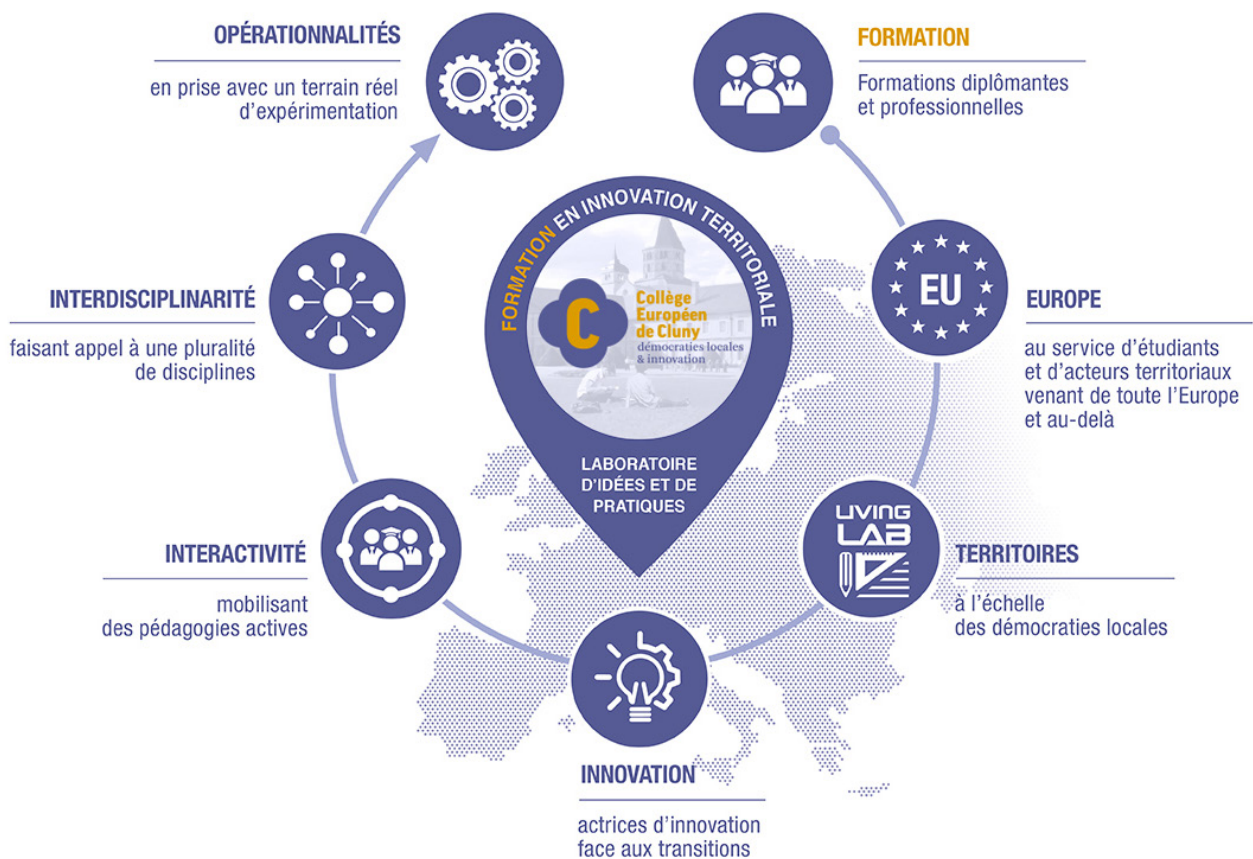 OPÉRATIONNALITÉS
en prise avec un terrain réel
d’expérimentation
FORMATION
Formations diplômantes
et professionnelles
FORMATION EN INNOVATION TERRITORIALE
C
Collège
Européen
de Cluny
démocraties locales
& innovation
LABORATOIRE
D’IDÉES ET DE
PRATIQUES
INTERDISCIPLINARITÉ
faisant appel à une pluralité
de disciplines
EU
EUROPE
au service d’étudiants
et d’acteurs territoriaux
venant de toute l’Europe
et au-delà
INTERACTIVITÉ
mobilisant
des pédagogies actives
LIVING
LAB
TERRITOIRES
à l’échelle
des démocraties locales
INNOVATION
actrices d’innovation
face aux transitions